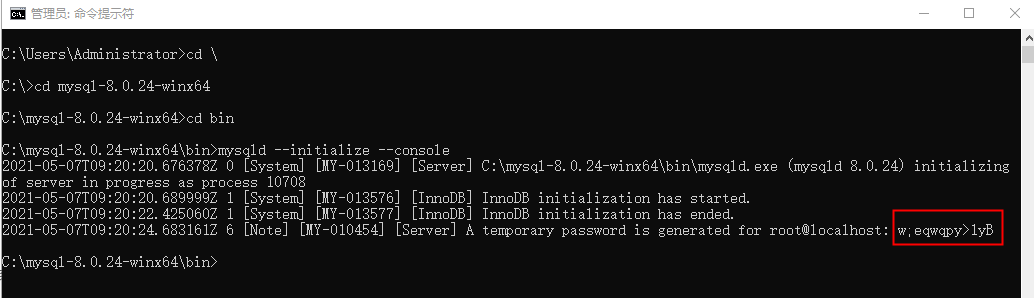 管理员: 命令提示符
C:\Users\Administrator>cd \
C:\>cd mysql-8.0.24-winx64
C:\mysql-8.0.24-winx64>cd bin
C:\mysql-8.0.24-winx64\bin>mysqld --initialize --console
2021-05-07T09:20:20.676378Z 0 [System] [MY-013169] [Server] C:\mysql-8.0.24-winx64\bin\mysqld.exe (mysqld 8.0.24) initializing
of server in progress as process 10708
2021-05-07T09:20:20.689999Z 1 [System] [MY-013576] [InnoDB] InnoDB initialization has started.
2021-05-07T09:20:22.425060Z 1 [System] [MY-013577] [InnoDB] InnoDB initialization has ended.
2021-05-07T09:20:24.683161Z 6 [Note] [MY-010454] [Server] A temporary password is generated for root@localhost: w;eqwqpy>1yB
C:\mysql-8.0.24-winx64\bin>